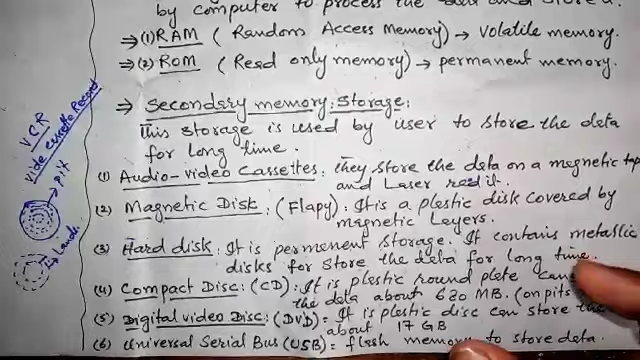 by computer to process the data and stored.
⇒ (1) RAM ( Random Access Memory) → Volatile memory.
⇒ (2) ROM ( Read only memory) → permanent memory.
⇒ Secondary memory: Storage:
This storage is used by user to store the data
for long time.
(1) Audio-video Cassettes: They store the data on a magnetic tap
and Laser red it.
(2) Magnetic Disk: (Flapy): It is a plastic disk covered by
magnetic Layers.
(3) Hard disk: It is permenent storage. It contains metallic
disks for store the data for long time.
(4) Compact Disc: (CD): It is plastic round plete can
the data about 680 MB. (on pits
(5) Digital video Disc: (DVD)= It is plastic disc can store the
about 17 GB
(6) Universal Serial Bus (USB)= flash memory to store data.
VCR
Vide Cassette Record
Pix
Lands